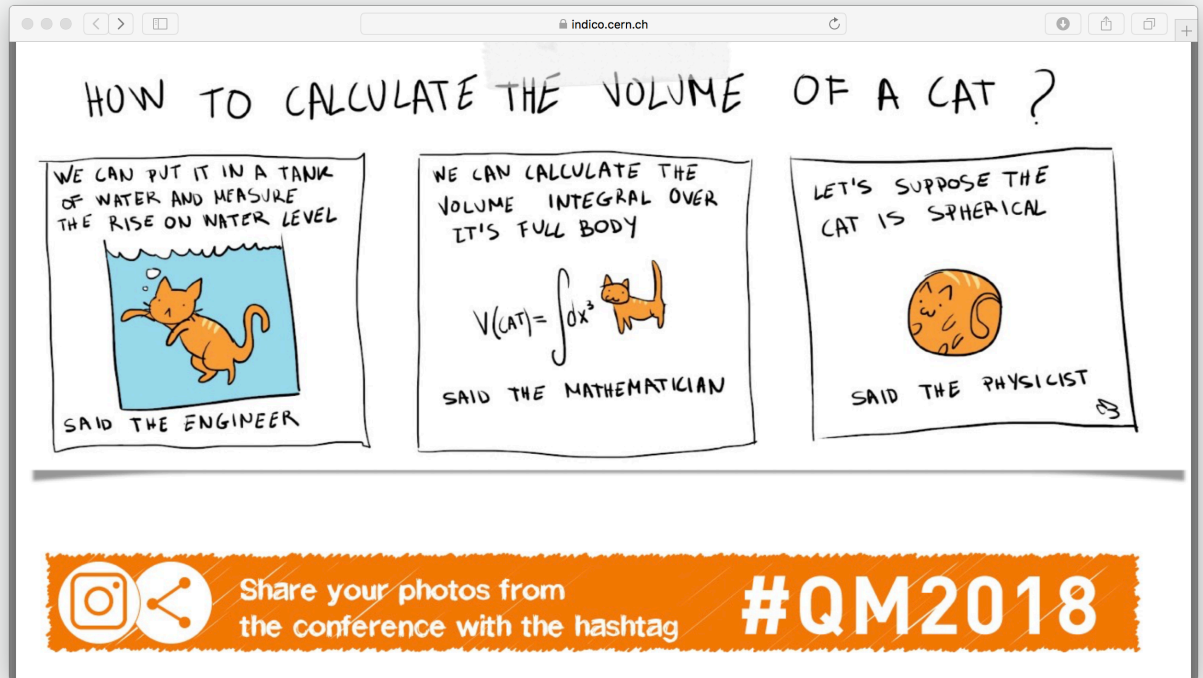 indico.cern.ch
HOW TO CALCULATE THE VOLUME OF A CAT ?
WE CAN PUT IT IN A TANK
OF WATER AND MEASURE
THE RISE ON WATER LEVEL
SAID THE ENGINEER
WE CAN CALCULATE THE
VOLUME INTEGRAL OVER
IT'S FULL BODY
V(CAT)=∫dx³
SAID THE MATHEMATICIAN
LET'S SUPPOSE THE
CAT IS SPHERICAL
SAID THE PHYSICIST
Share your photos from
the conference with the hashtag
#QM2018